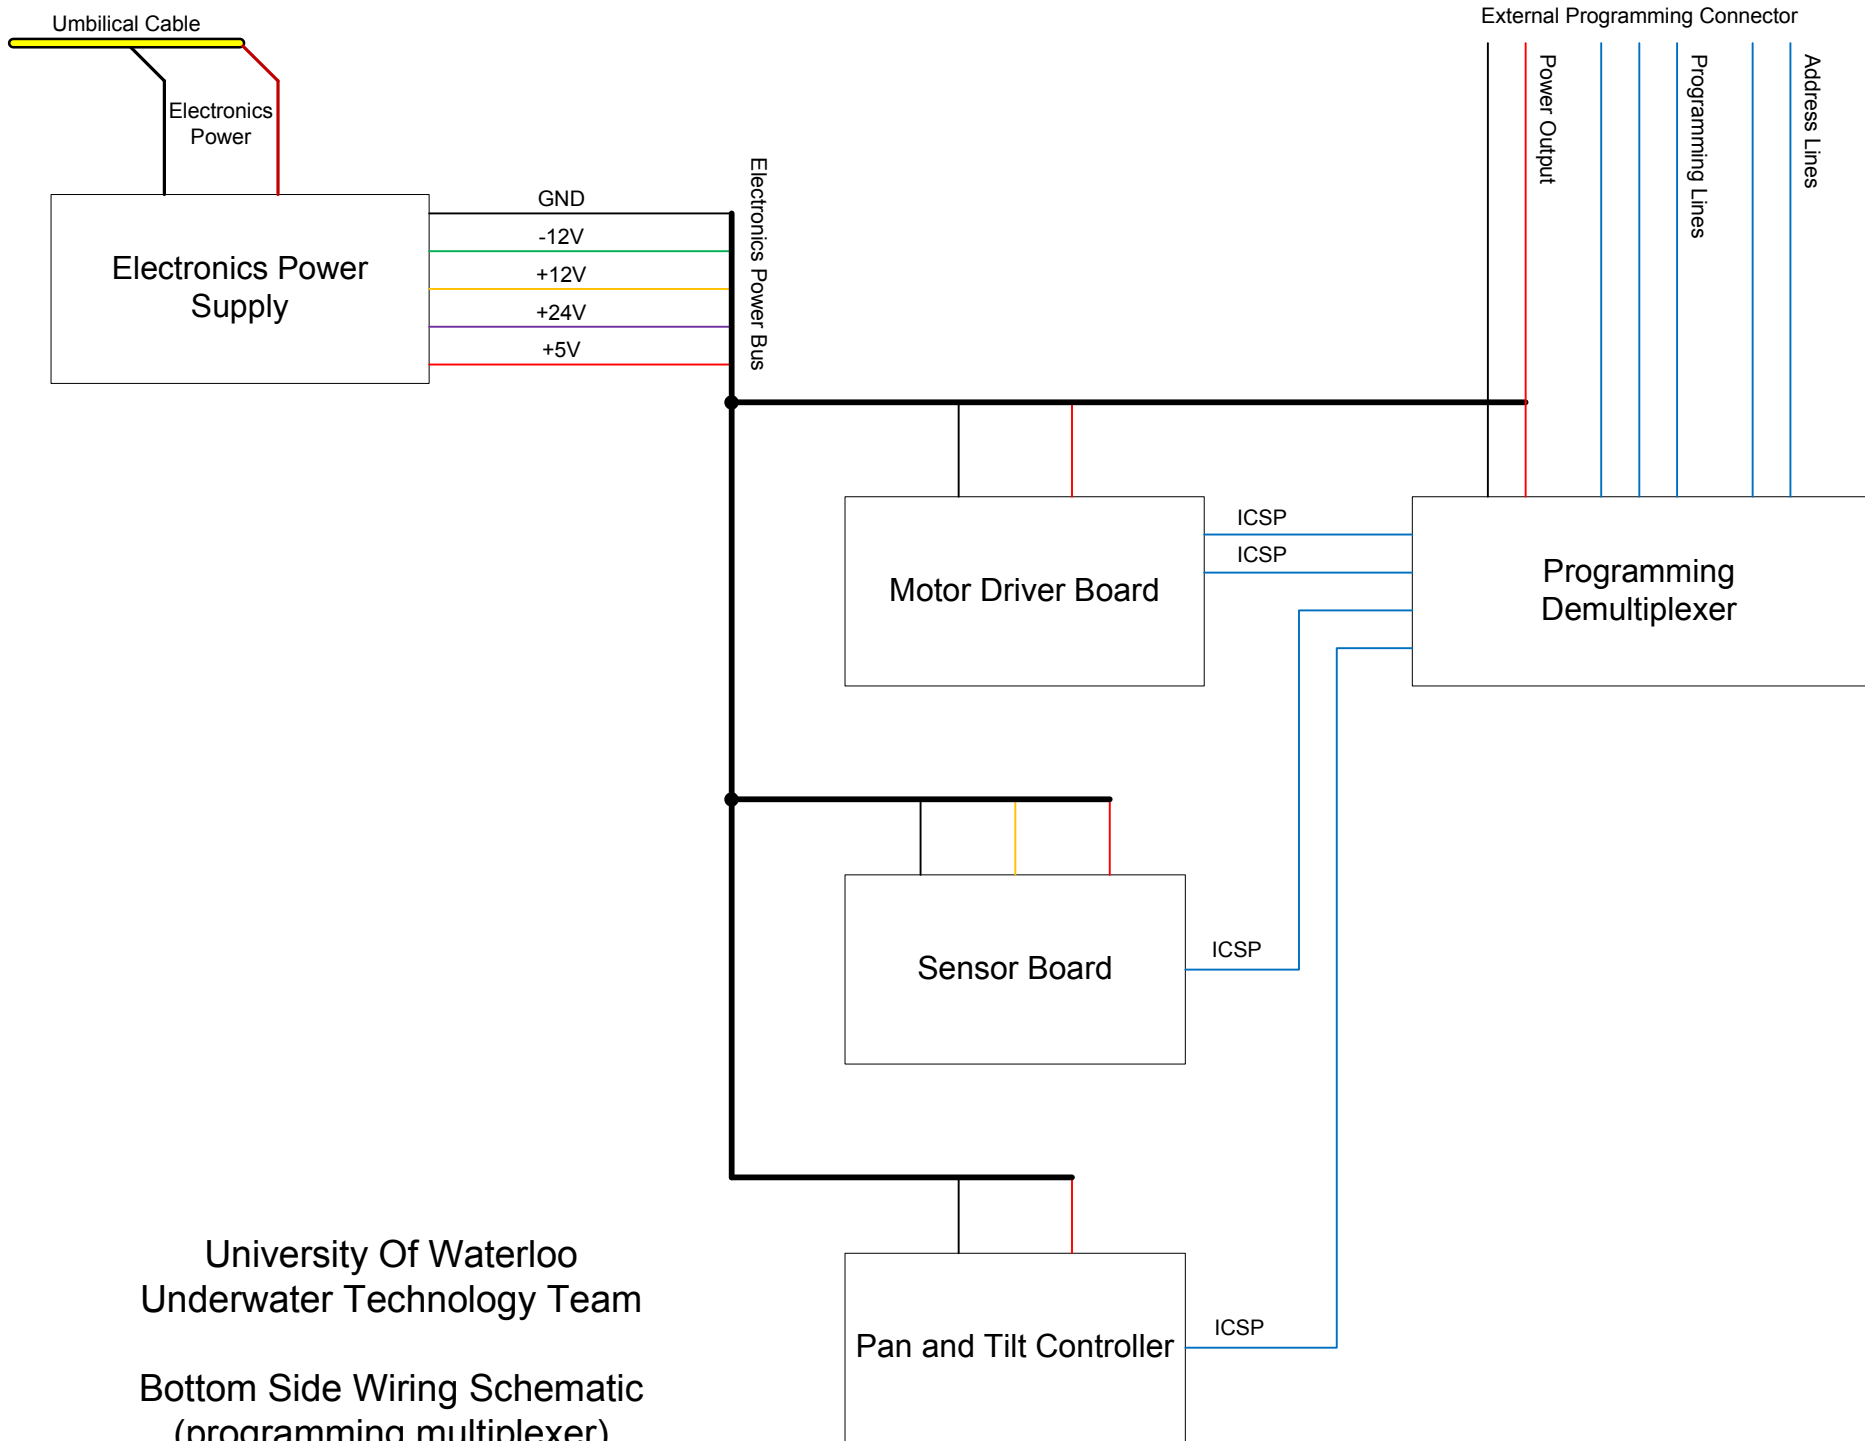 Umbilical Cable
External Programming Connector
Electronics
Power
Power Output
Programming Lines
Address Lines
Electronics Power
Supply
GND
-12V
+12V
+24V
+5V
Electronics Power Bus
Motor Driver Board
ICSP
ICSP
Programming
Demultiplexer
Sensor Board
ICSP
Pan and Tilt Controller
ICSP
University Of Waterloo
Underwater Technology Team
Bottom Side Wiring Schematic
(programming multiplexer)